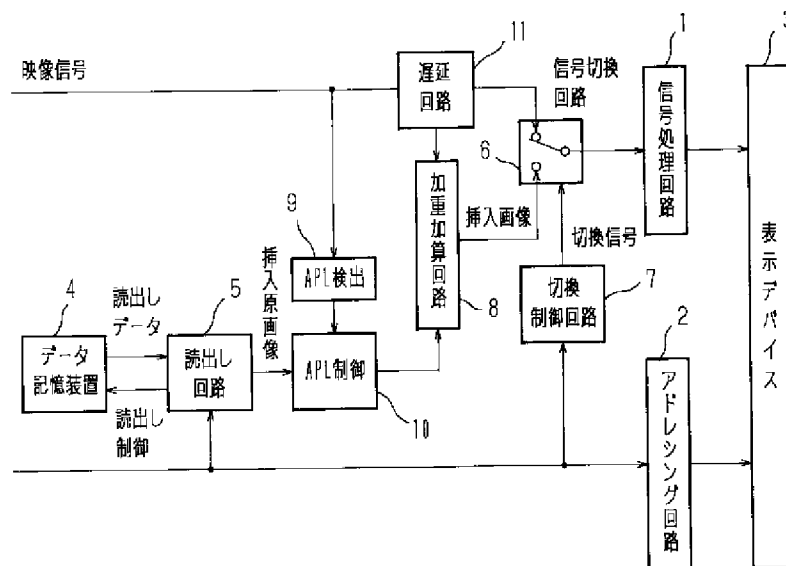 映像信号
遅延
回路
11
信号切換
回路
1
信号処理回路
3
表示デバイス
6
加重加算回路
挿入画像
8
切換信号
切換
制御回路
7
9
APL検出
挿入原画像
4
読出し
データ
5
データ
記憶装置
読出し
回路
APL制御
10
読出し
制御
2
アドレシング回路